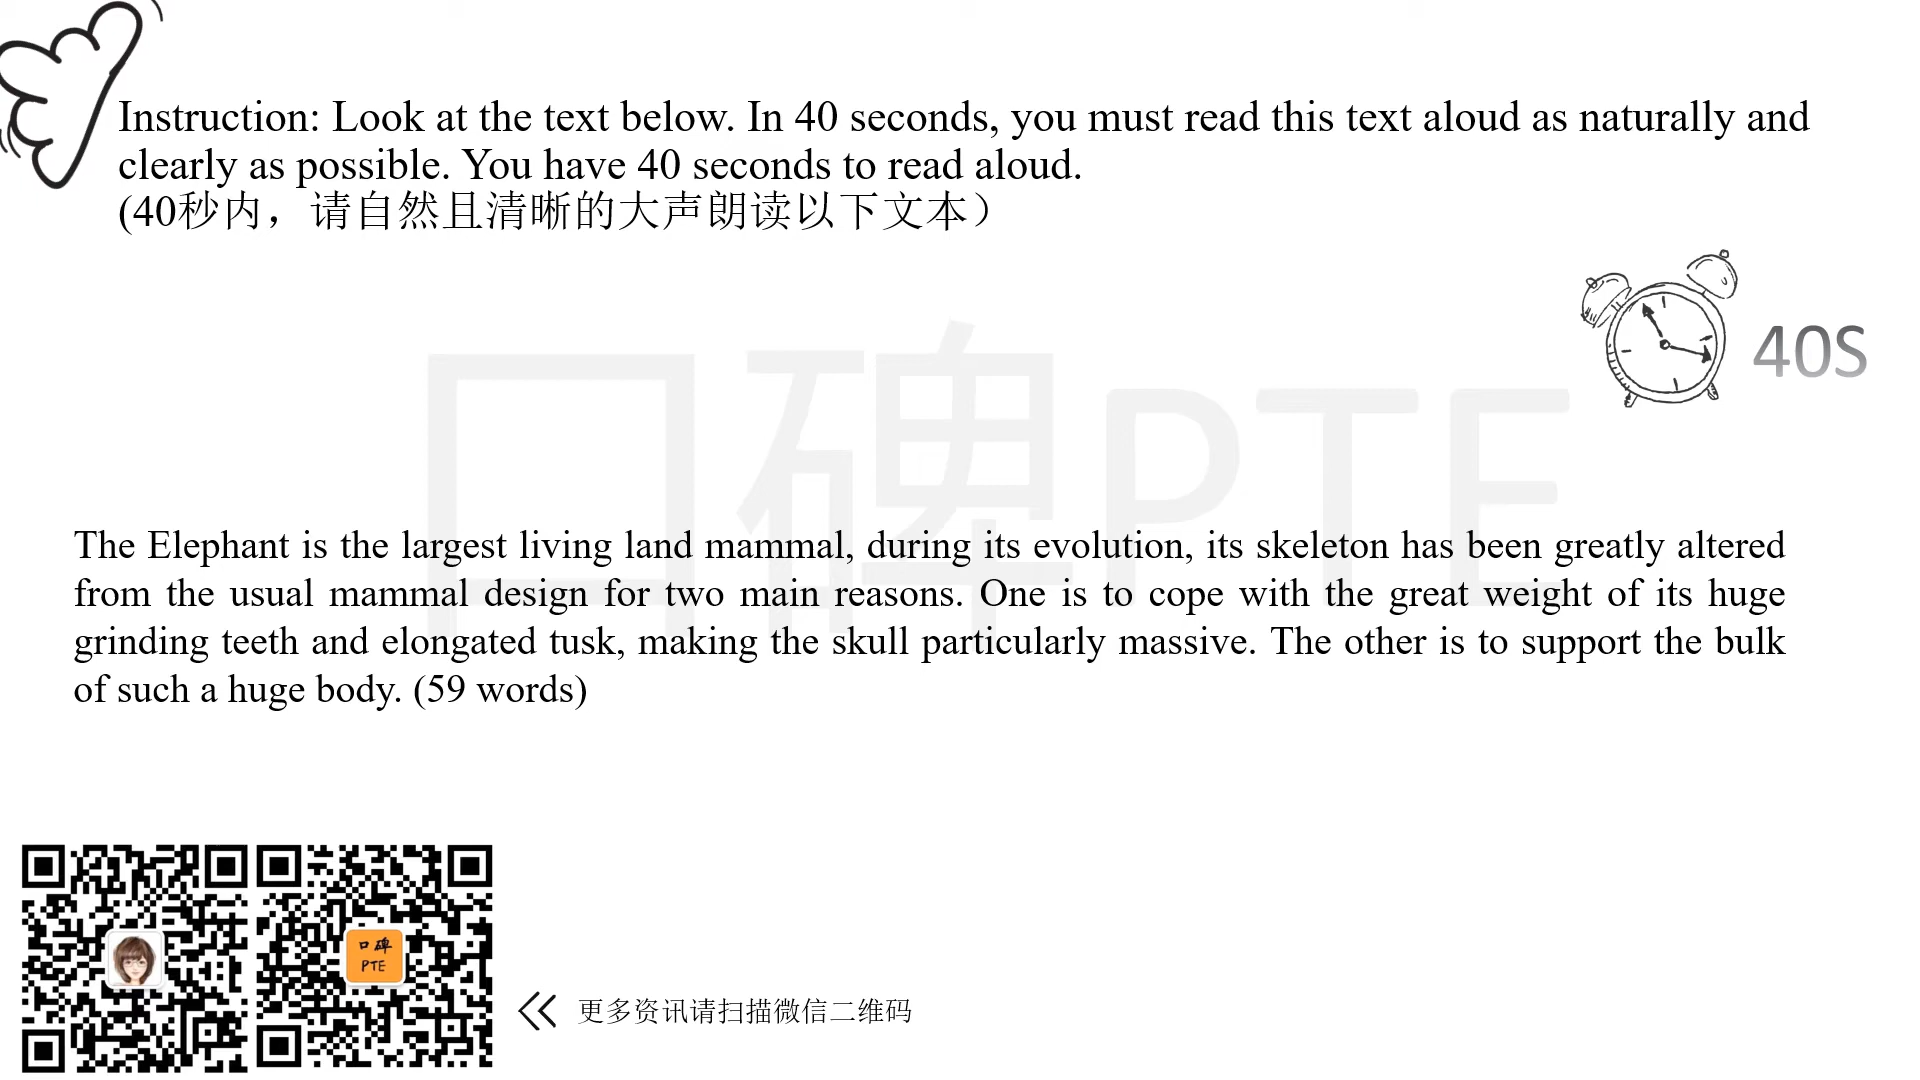 Instruction: Look at the text below. In 40 seconds, you must read this text aloud as naturally and
clearly as possible. You have 40 seconds to read aloud.
(40秒内，请自然且清晰的大声朗读以下文本）
40S
口碑PTE
The Elephant is the largest living land mammal, during its evolution, its skeleton has been greatly altered
from the usual mammal design for two main reasons. One is to cope with the great weight of its huge
grinding teeth and elongated tusk, making the skull particularly massive. The other is to support the bulk
of such a huge body. (59 words)
口碑
PTE
更多资讯请扫描微信二维码